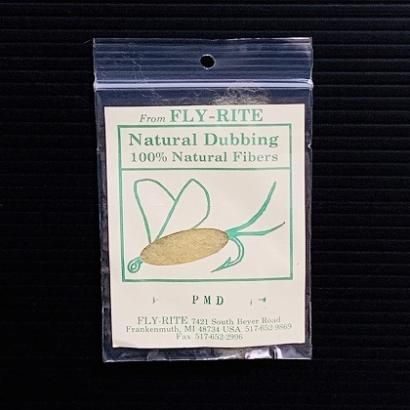 From FLY-RITE
Natural Dubbing
100% Natural Fibers
PMD
FLY-RITE 7421 South Beyer Road
Frankenmuth, MI 48734 USA 517-652-9869
Fax 517-652-2996